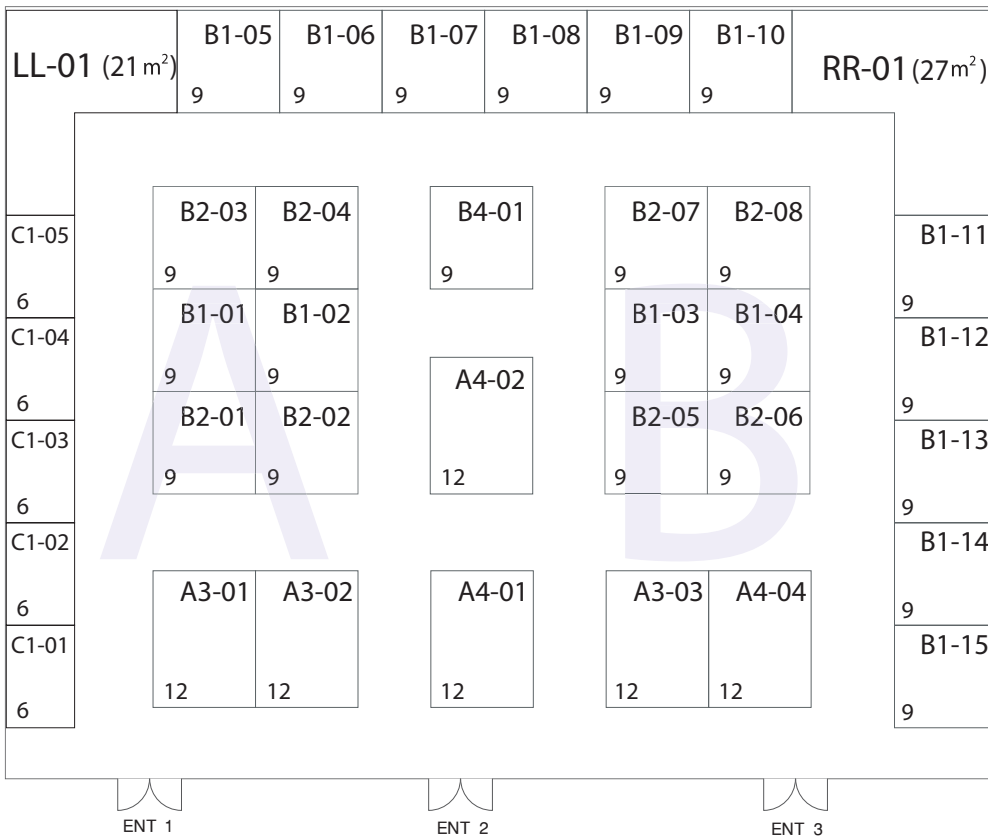 LL-01 (21 m²)
B1-05
9
B1-06
9
B1-07
9
B1-08
9
B1-09
9
B1-10
9
RR-01 (27 m²)
C1-05
6
C1-04
6
C1-03
6
C1-02
6
C1-01
6
A
B
B2-03
9
B2-04
9
B1-01
9
B1-02
9
B2-01
9
B2-02
9
B4-01
9
A4-02
12
B2-07
9
B2-08
9
B1-03
9
B1-04
9
B2-05
9
B2-06
9
B1-11
9
B1-12
9
B1-13
9
B1-14
9
B1-15
9
A3-01
12
A3-02
12
A4-01
12
A3-03
12
A4-04
12
ENT 1
ENT 2
ENT 3